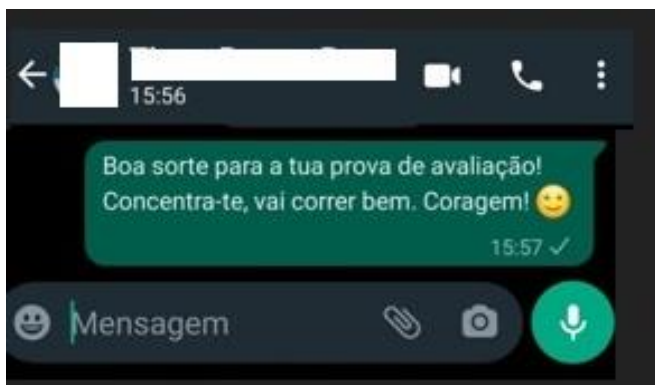 15:56
Boa sorte para a tua prova de avaliação!
Concentra-te, vai correr bem. Coragem! 🙂
15:57
Mensagem